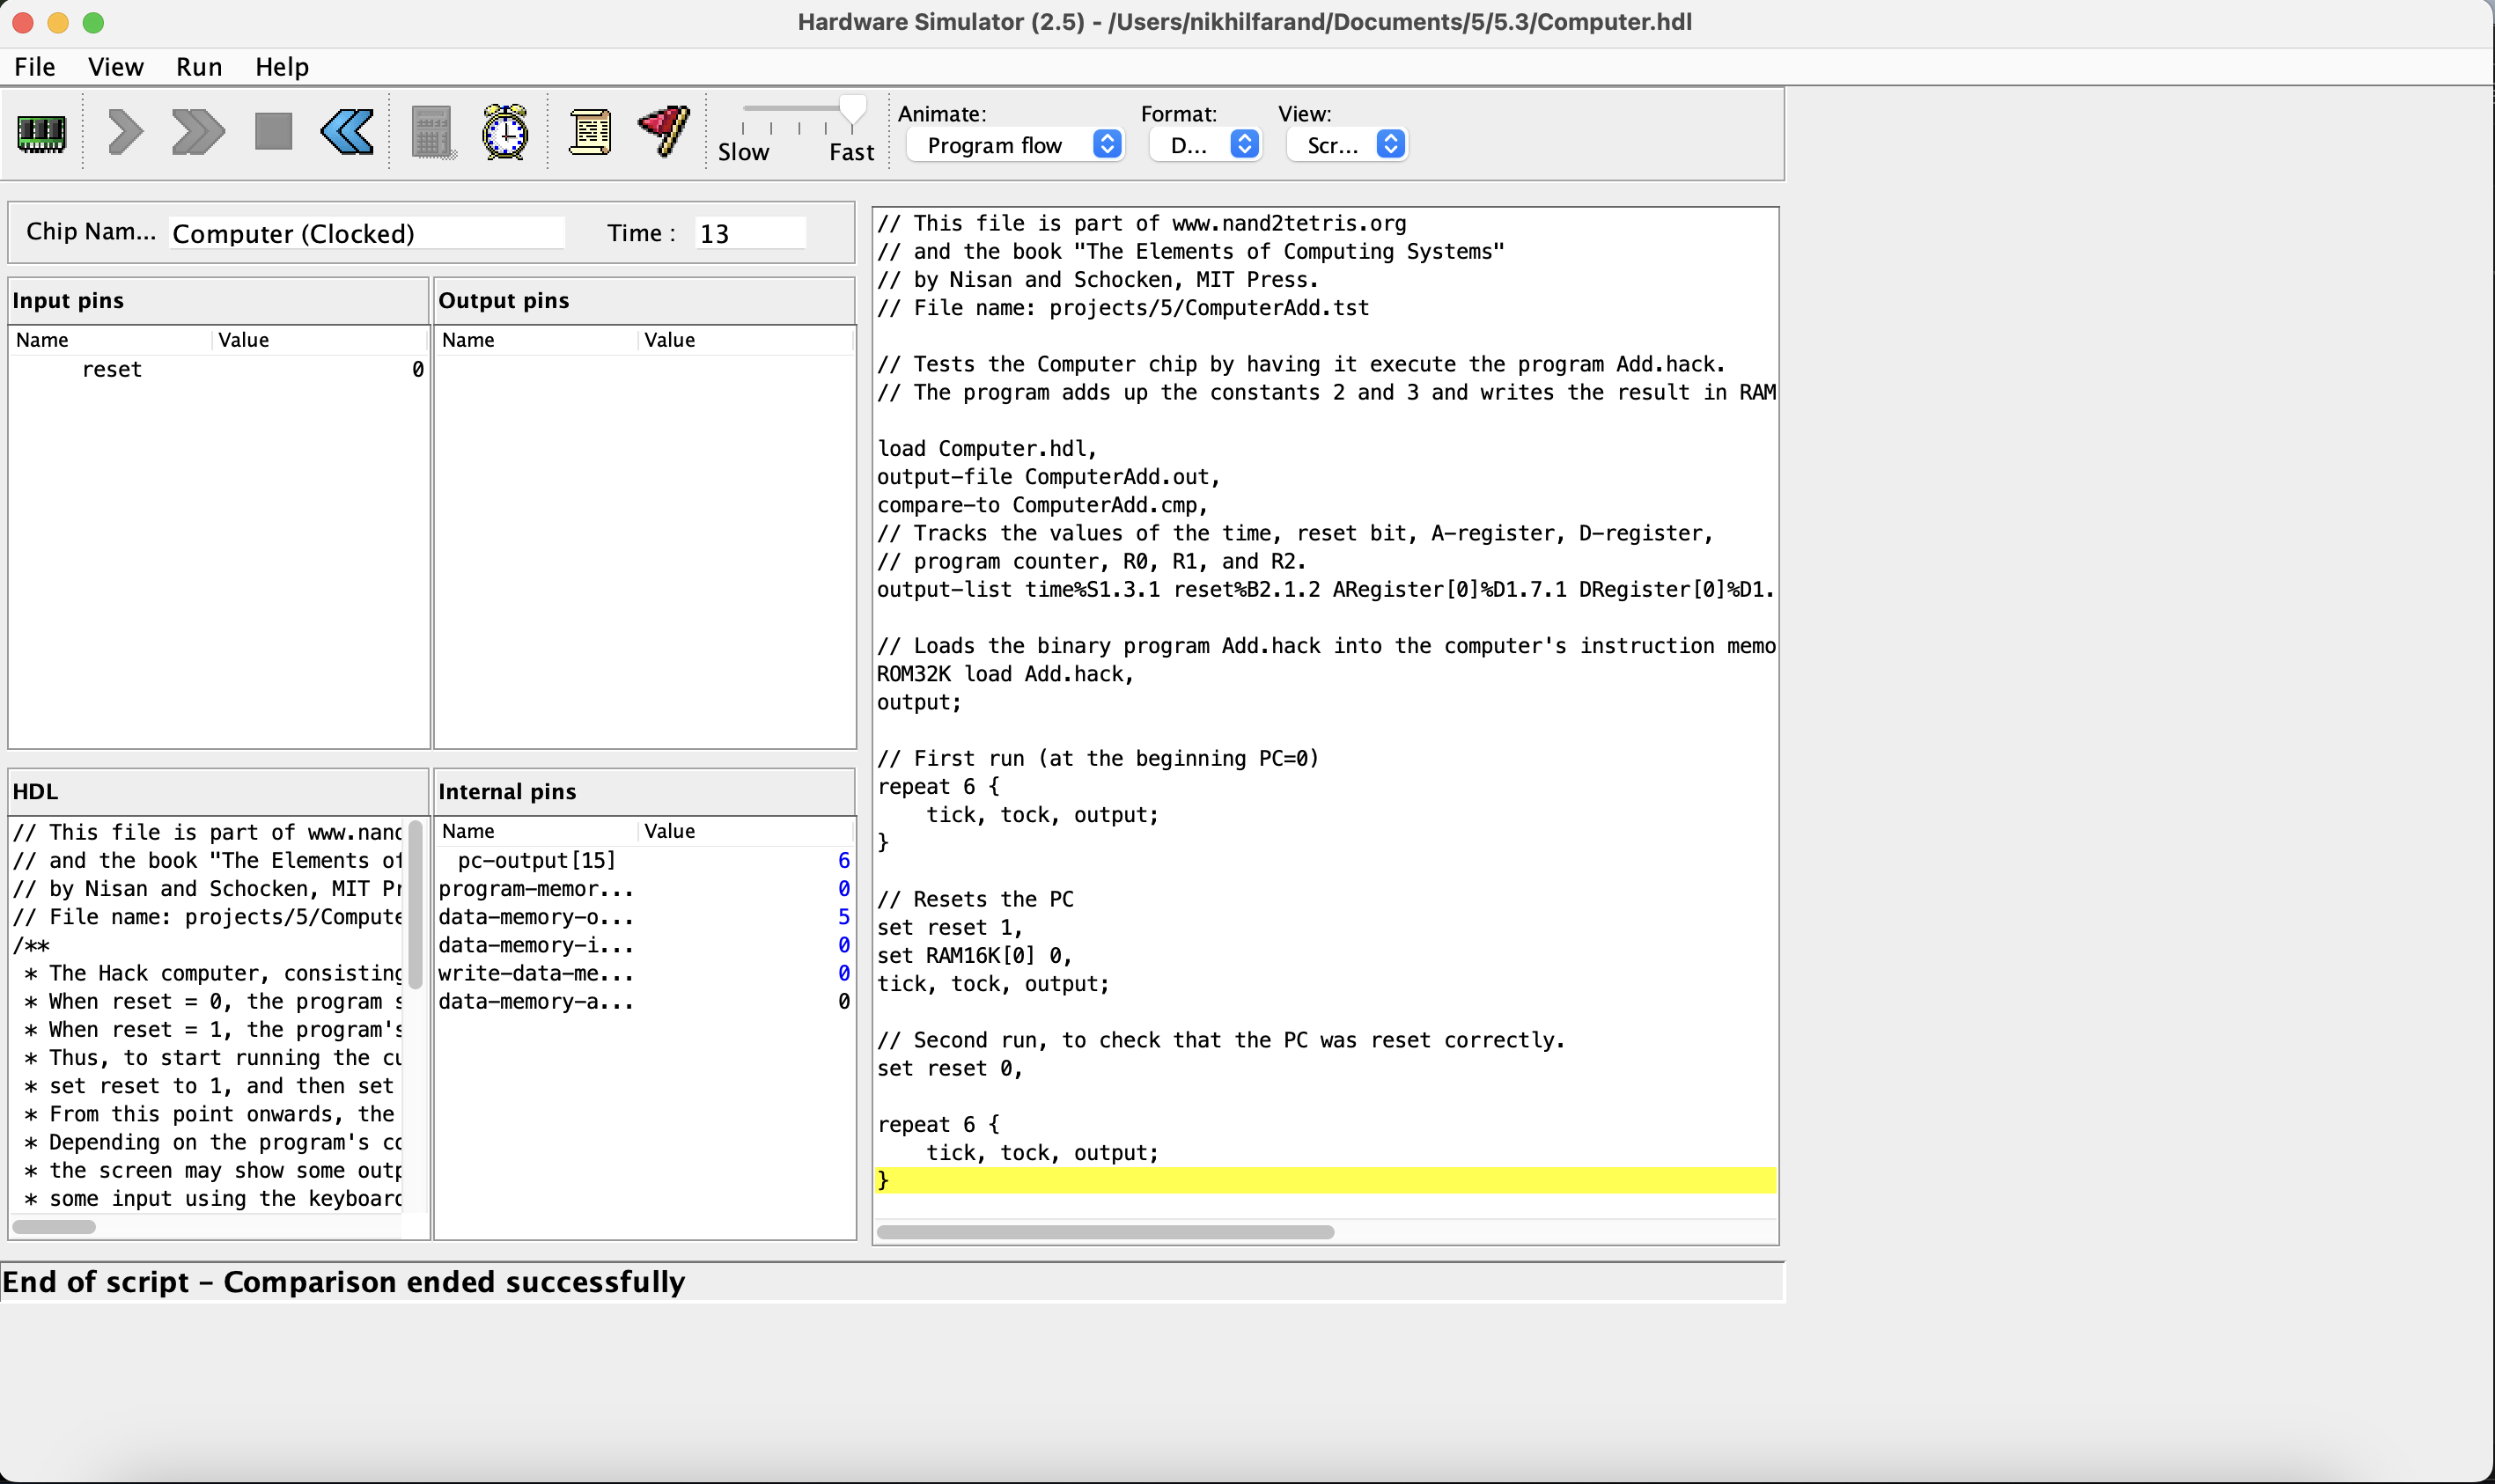 Hardware Simulator (2.5) - /Users/nikhilfarand/Documents/5/5.3/Computer.hdl
File View Run Help
Slow Fast
Animate: Format: View:
Program flow D... Scr...
Chip Nam... Computer (Clocked) Time : 13
Input pins
Name Value
reset 0
Output pins
Name Value
HDL
// This file is part of www.nand
// and the book "The Elements of
// by Nisan and Schocken, MIT Pr
// File name: projects/5/Compute
/**
* The Hack computer, consisting
* When reset = 0, the program s
* When reset = 1, the program's
* Thus, to start running the cu
* set reset to 1, and then set
* From this point onwards, the
* Depending on the program's co
* the screen may show some outp
* some input using the keyboard
Internal pins
Name Value
pc-output[15] 6
program-memor... 0
data-memory-o... 5
data-memory-i... 0
write-data-me... 0
data-memory-a... 0
// This file is part of www.nand2tetris.org
// and the book "The Elements of Computing Systems"
// by Nisan and Schocken, MIT Press.
// File name: projects/5/ComputerAdd.tst
// Tests the Computer chip by having it execute the program Add.hack.
// The program adds up the constants 2 and 3 and writes the result in RAM
load Computer.hdl,
output-file ComputerAdd.out,
compare-to ComputerAdd.cmp,
// Tracks the values of the time, reset bit, A-register, D-register,
// program counter, R0, R1, and R2.
output-list time%S1.3.1 reset%B2.1.2 ARegister[0]%D1.7.1 DRegister[0]%D1.
// Loads the binary program Add.hack into the computer's instruction memo
ROM32K load Add.hack,
output;
// First run (at the beginning PC=0)
repeat 6 {
tick, tock, output;
}
// Resets the PC
set reset 1,
set RAM16K[0] 0,
tick, tock, output;
// Second run, to check that the PC was reset correctly.
set reset 0,
repeat 6 {
tick, tock, output;
}
End of script - Comparison ended successfully